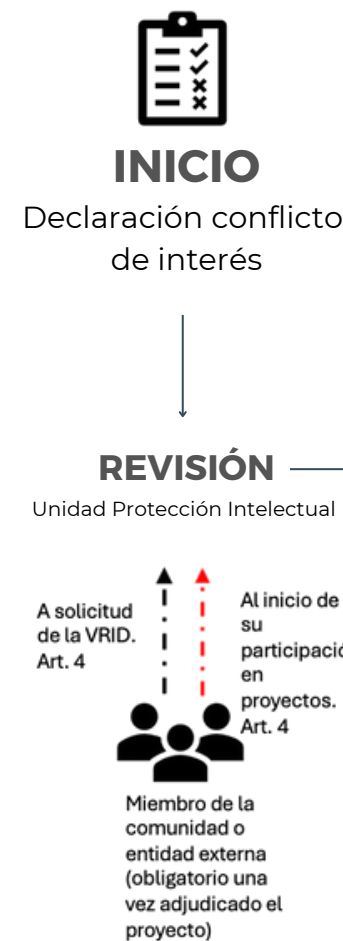 INICIO
Declaración conflicto
de interés
REVISIÓN
Unidad Protección Intelectual
A solicitud
de la VRID.
Art. 4
Al inicio de
su
participació
en
proyectos.
Art. 4
Miembro de la
comunidad o
entidad externa
(obligatorio una
vez adjudicado el
proyecto)